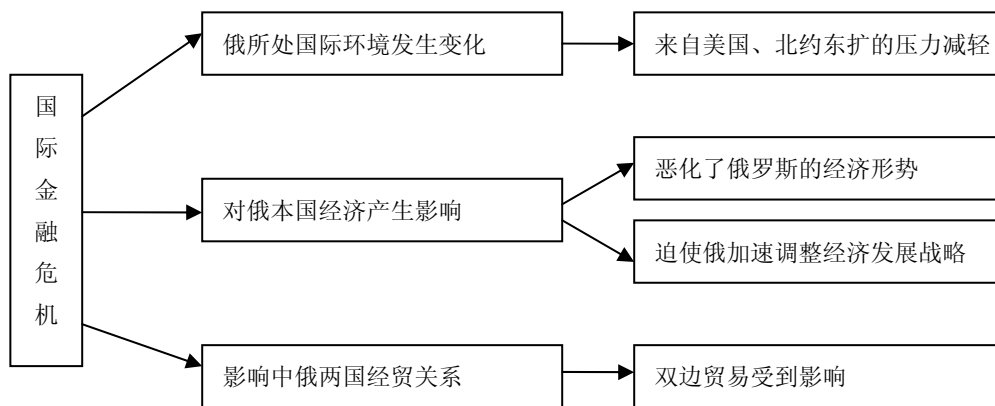 国际金融危机
俄所处国际环境发生变化
来自美国、北约东扩的压力减轻
对俄本国经济产生影响
恶化了俄罗斯的经济形势
迫使俄加速调整经济发展战略
影响中俄两国经贸关系
双边贸易受到影响